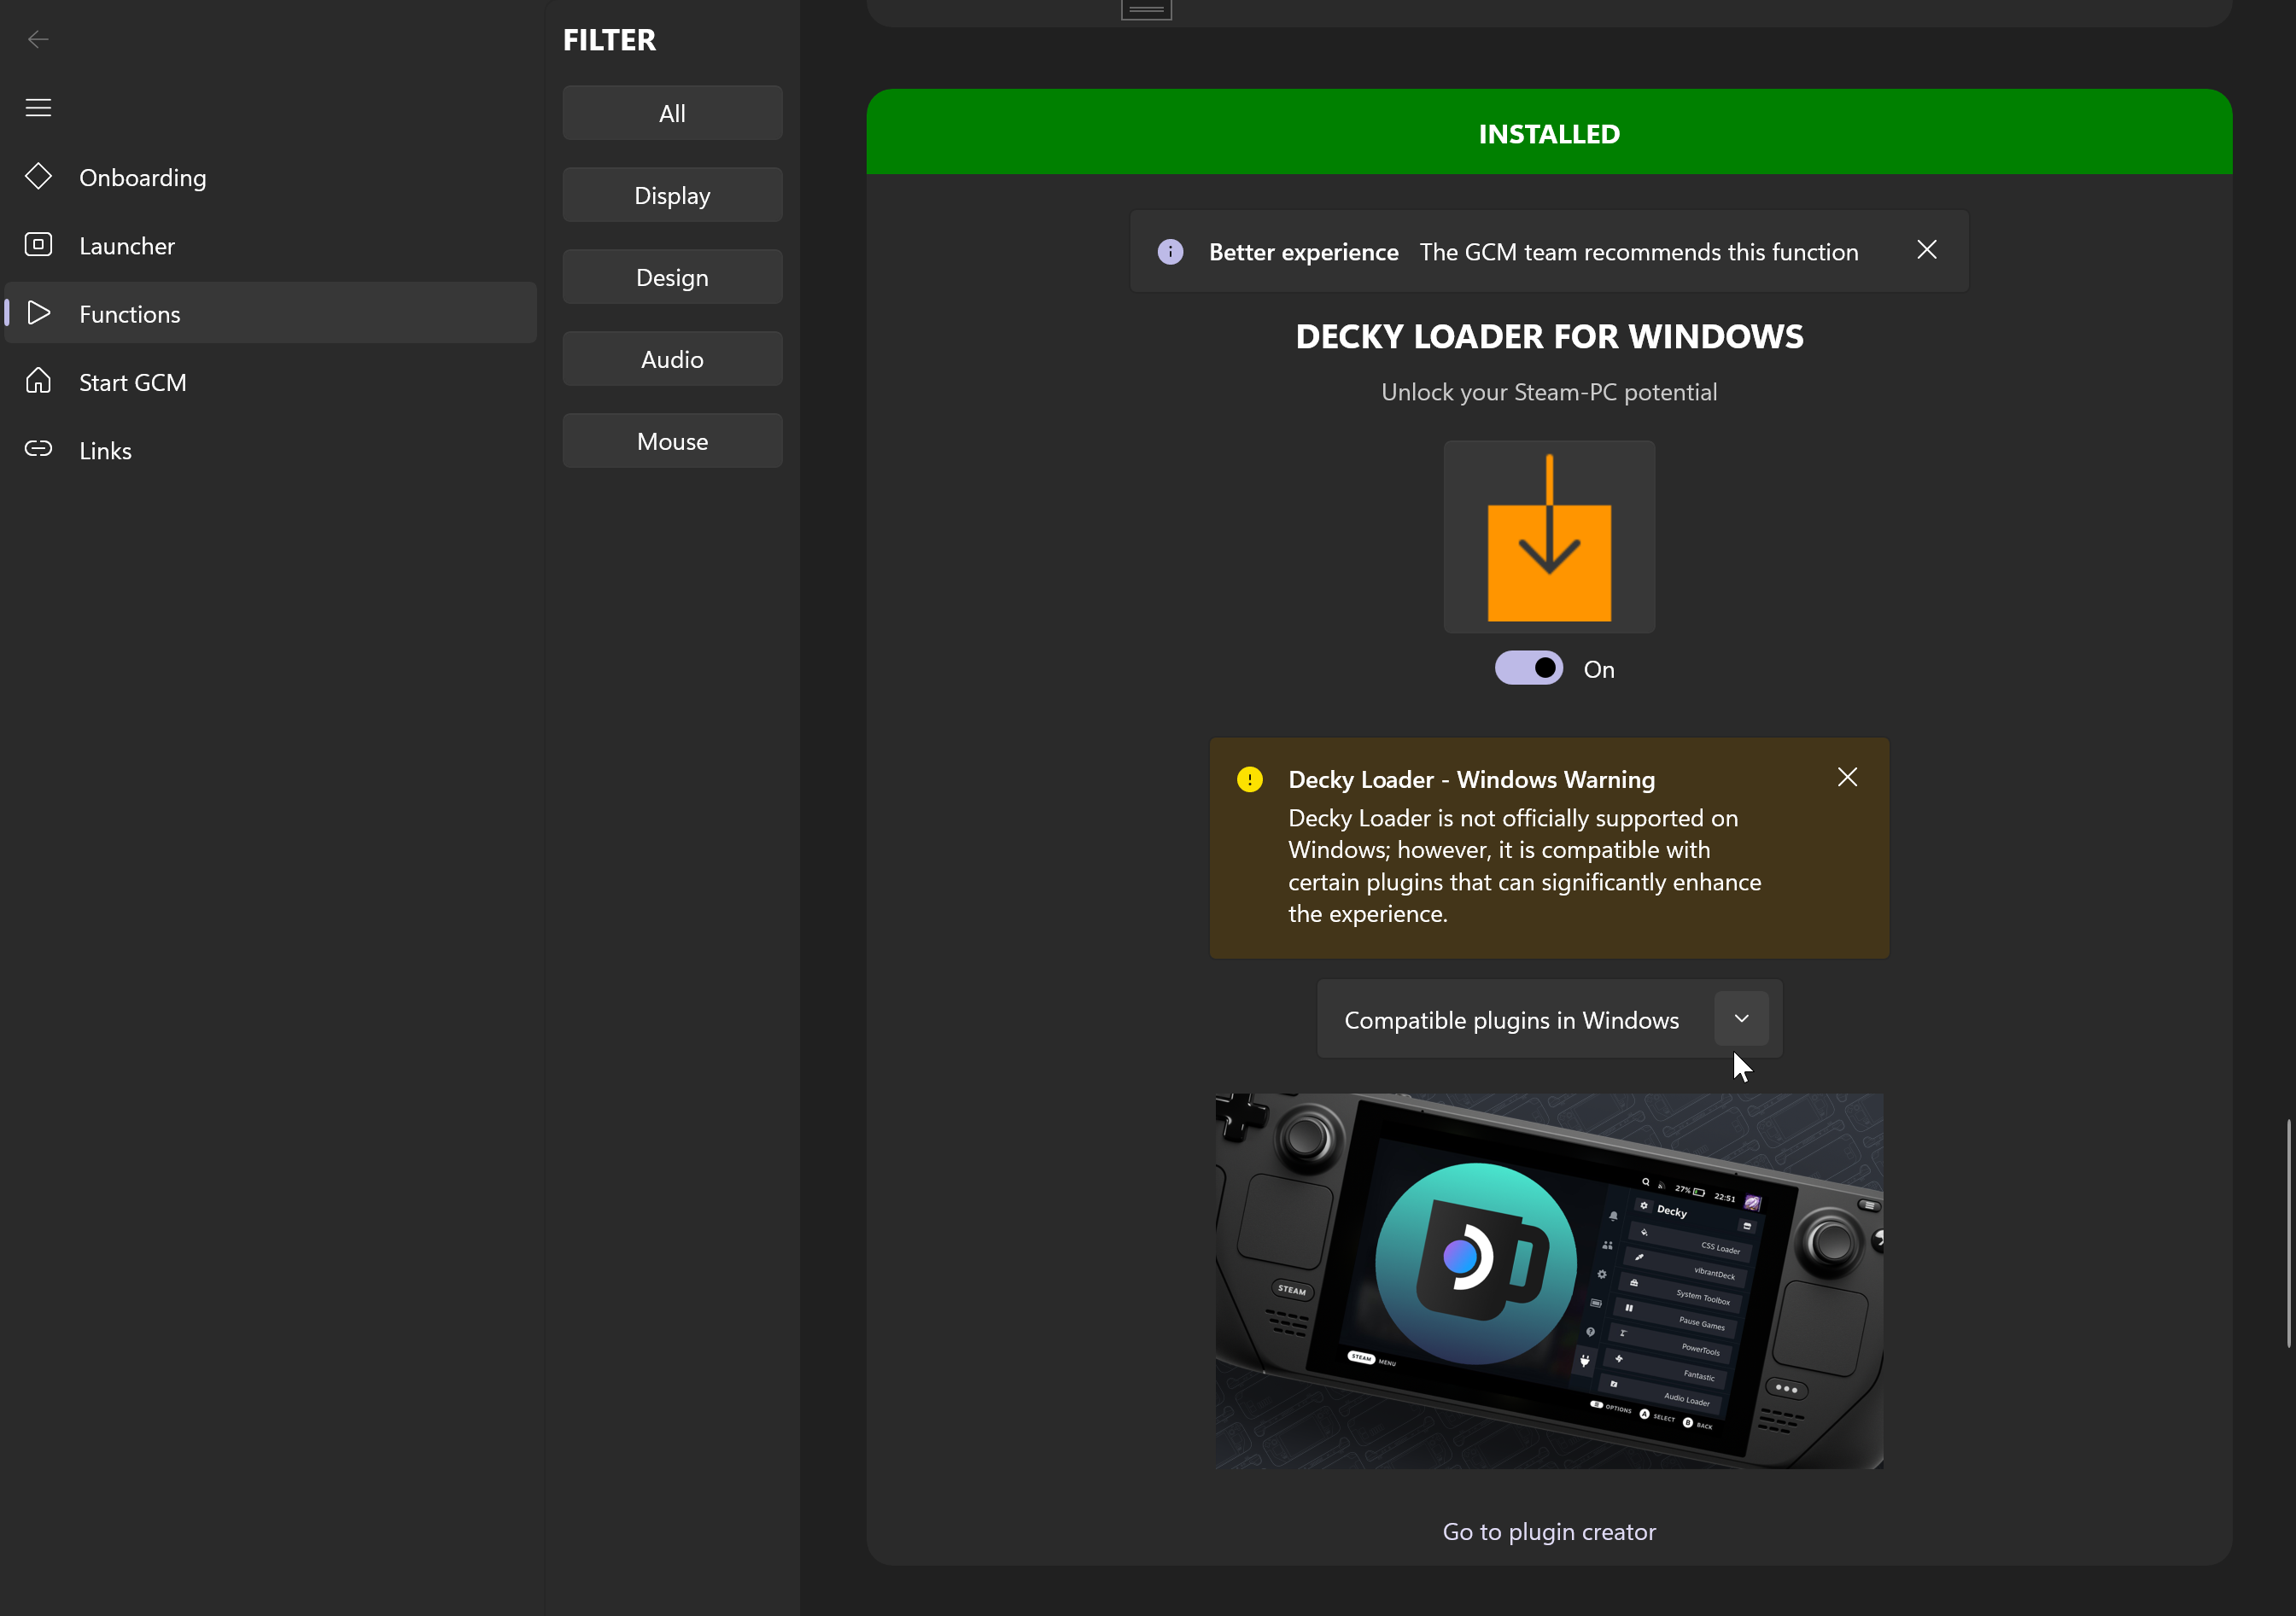 Onboarding
Launcher
Functions
Start GCM
Links
FILTER
All
Display
Design
Audio
Mouse
INSTALLED
Better experience The GCM team recommends this function
DECKY LOADER FOR WINDOWS
Unlock your Steam-PC potential
On
Decky Loader - Windows Warning
Decky Loader is not officially supported on
Windows; however, it is compatible with
certain plugins that can significantly enhance
the experience.
Compatible plugins in Windows
27% 22:51
Decky
CSS Loader
vibrantDeck
System Toolbox
Pause Games
PowerTools
Fantastic
Audio Loader
STEAM
STEAM MENU
OPTIONS A SELECT B BACK
Go to plugin creator